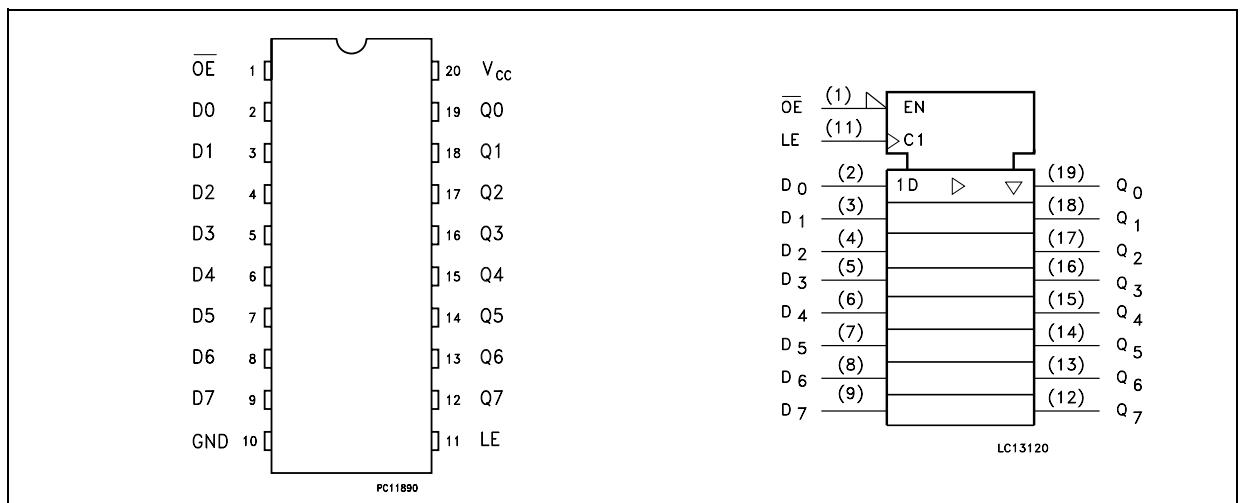 OE 1 20 VCC
D0 2 19 Q0
D1 3 18 Q1
D2 4 17 Q2
D3 5 16 Q3
D4 6 15 Q4
D5 7 14 Q5
D6 8 13 Q6
D7 9 12 Q7
GND 10 11 LE
PC11890
OE (1) EN
LE (11) C1
D0 (2) 1D (19) Q0
D1 (3) (18) Q1
D2 (4) (17) Q2
D3 (5) (16) Q3
D4 (6) (15) Q4
D5 (7) (14) Q5
D6 (8) (13) Q6
D7 (9) (12) Q7
LC13120